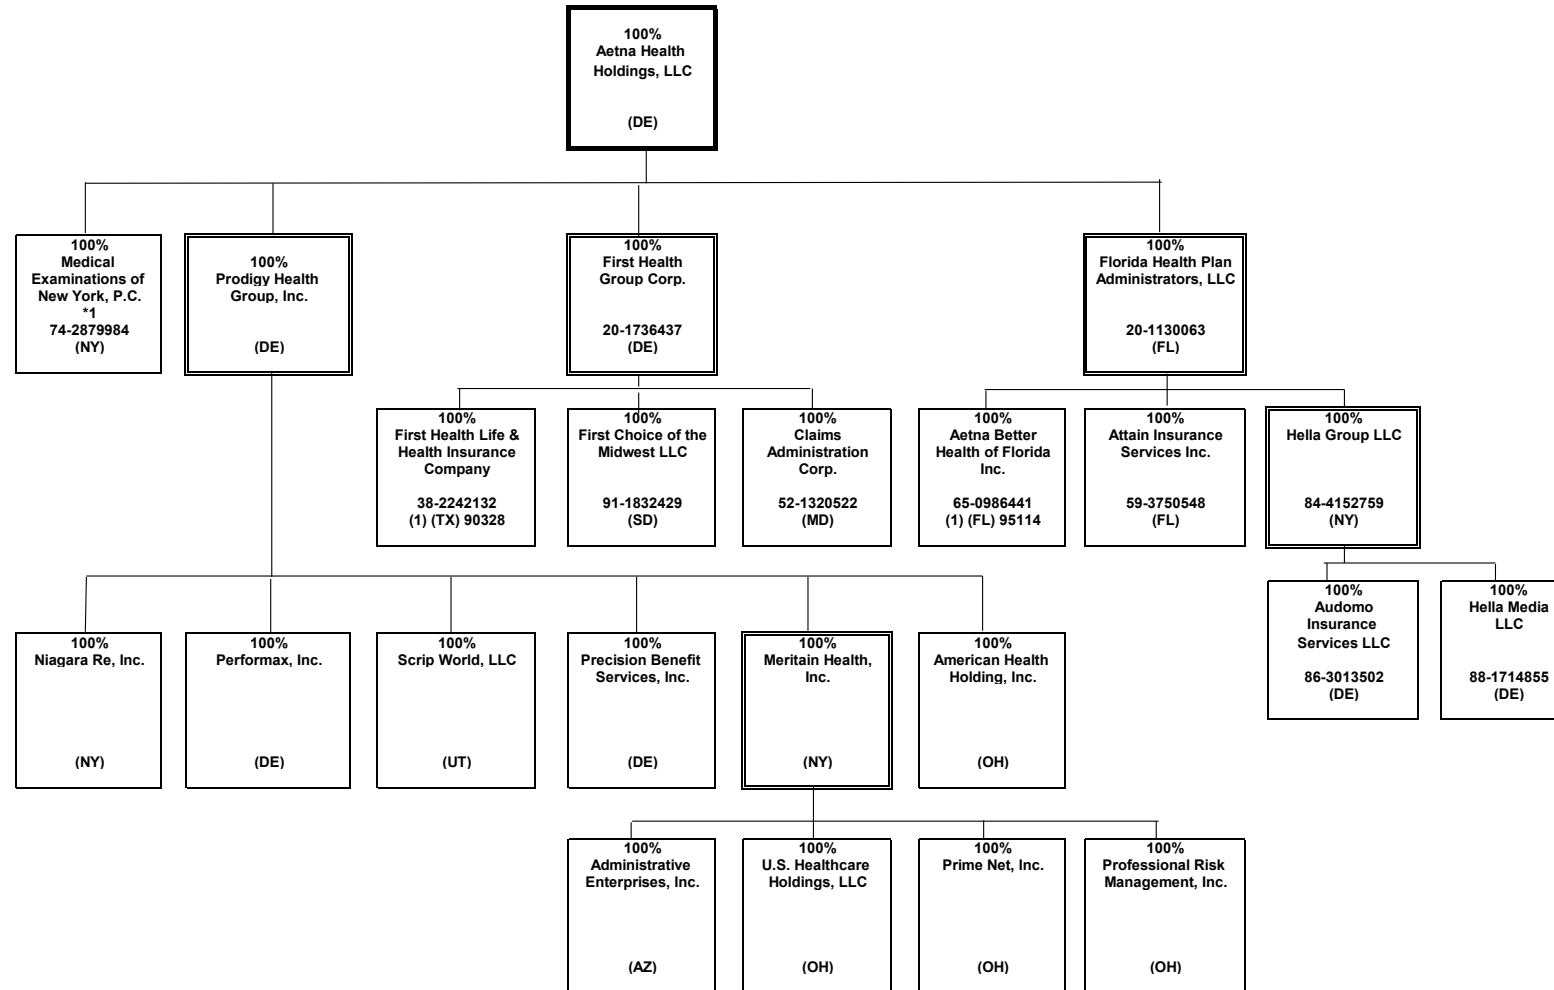 100%
Aetna Health
Holdings, LLC
(DE)
100%
Medical
Examinations of
New York, P.C.
*1
74-2879984
(NY)
100%
Prodigy Health
Group, Inc.
(DE)
100%
First Health
Group Corp.
20-1736437
(DE)
100%
Florida Health Plan
Administrators, LLC
20-1130063
(FL)
100%
First Health Life &
Health Insurance
Company
38-2242132
(1) (TX) 90328
100%
First Choice of the
Midwest LLC
91-1832429
(SD)
100%
Claims
Administration
Corp.
52-1320522
(MD)
100%
Aetna Better
Health of Florida
Inc.
65-0986441
(1) (FL) 95114
100%
Attain Insurance
Services Inc.
59-3750548
(FL)
100%
Hella Group LLC
84-4152759
(NY)
100%
Audomo
Insurance
Services LLC
86-3013502
(DE)
100%
Hella Media
LLC
88-1714855
(DE)
100%
Niagara Re, Inc.
(NY)
100%
Performax, Inc.
(DE)
100%
Scrip World, LLC
(UT)
100%
Precision Benefit
Services, Inc.
(DE)
100%
Meritain Health,
Inc.
(NY)
100%
American Health
Holding, Inc.
(OH)
100%
Administrative
Enterprises, Inc.
(AZ)
100%
U.S. Healthcare
Holdings, LLC
(OH)
100%
Prime Net, Inc.
(OH)
100%
Professional Risk
Management, Inc.
(OH)